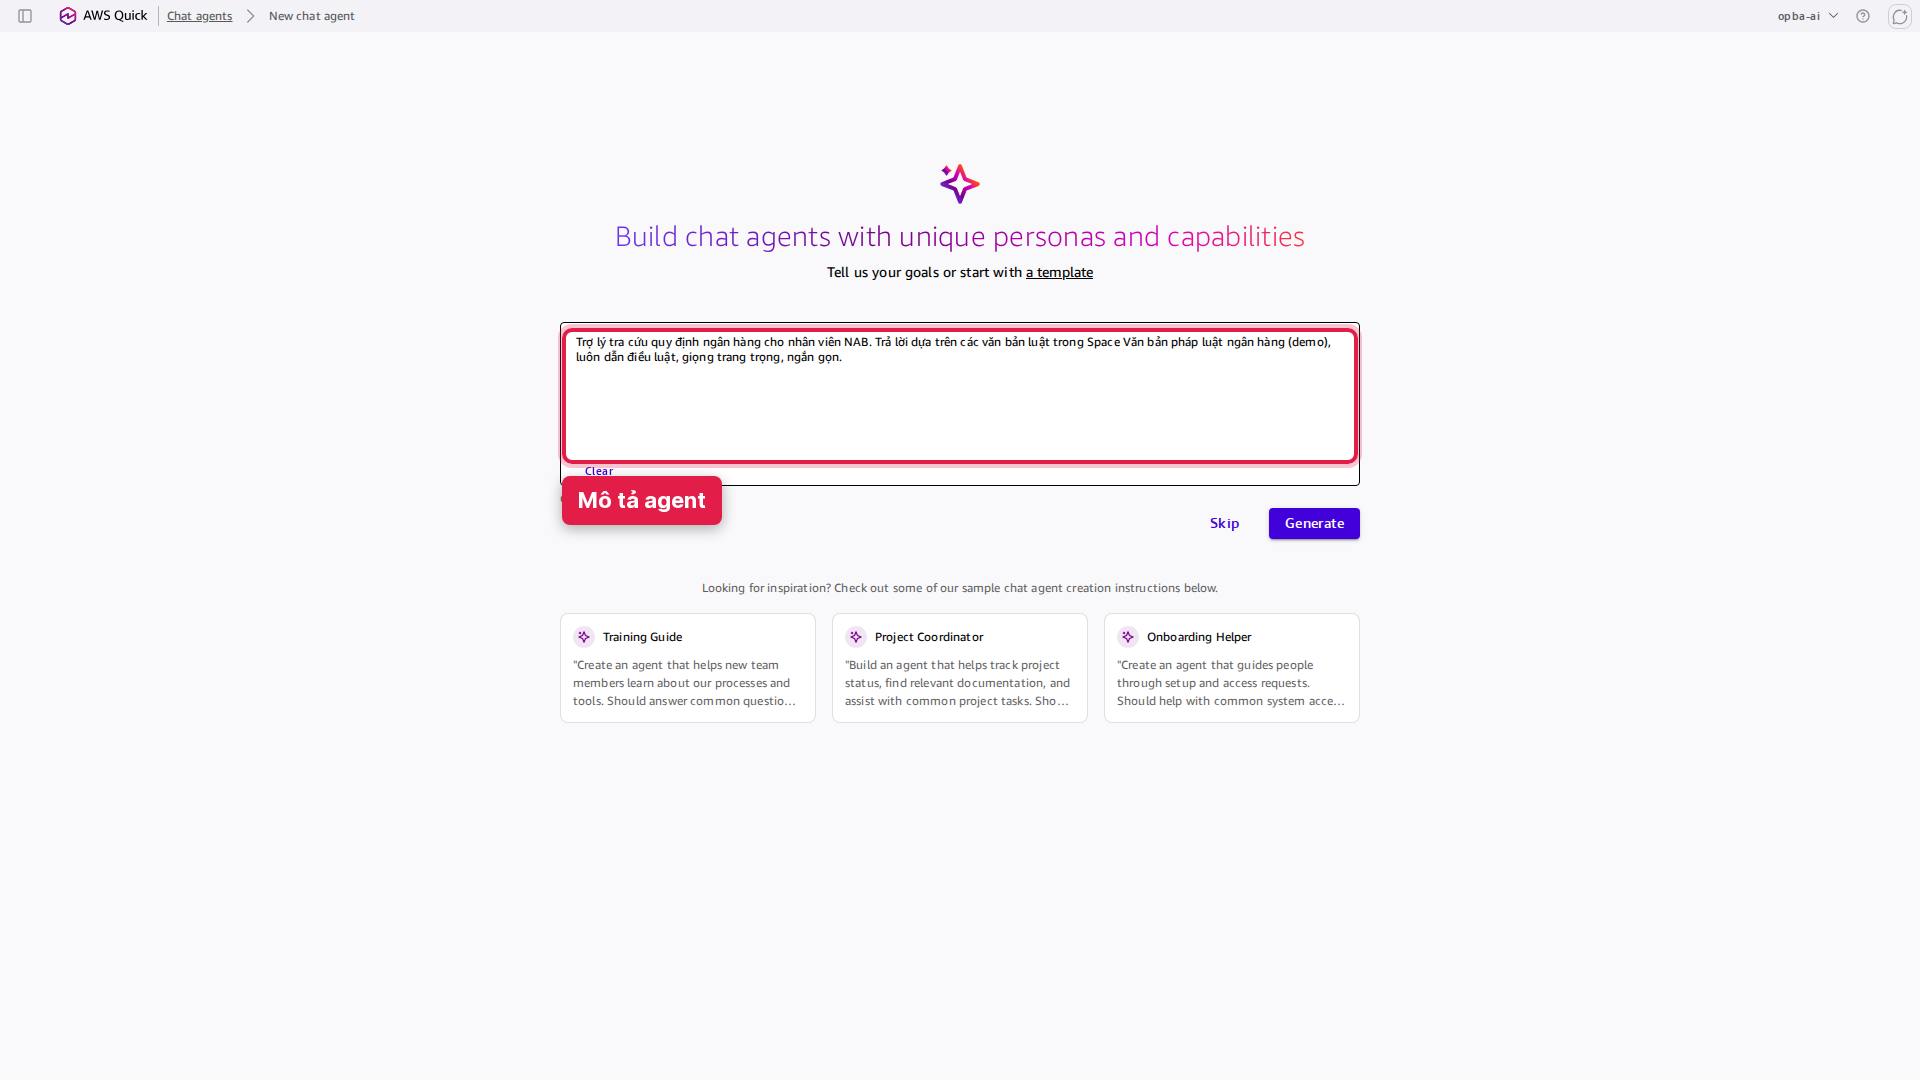 AWS Quick
Chat agents
New chat agent
opba-ai
Build chat agents with unique personas and capabilities
Tell us your goals or start with a template
Trợ lý tra cứu quy định ngân hàng cho nhân viên NAB. Trả lời dựa trên các văn bản luật trong Space Văn bản pháp luật ngân hàng (demo),
luôn dẫn điều luật, giọng trang trọng, ngắn gọn.
Clear
Mô tả agent
Skip
Generate
Looking for inspiration? Check out some of our sample chat agent creation instructions below.
Training Guide
"Create an agent that helps new team
members learn about our processes and
tools. Should answer common questio...
Project Coordinator
"Build an agent that helps track project
status, find relevant documentation, and
assist with common project tasks. Sho...
Onboarding Helper
"Create an agent that guides people
through setup and access requests.
Should help with common system acce...